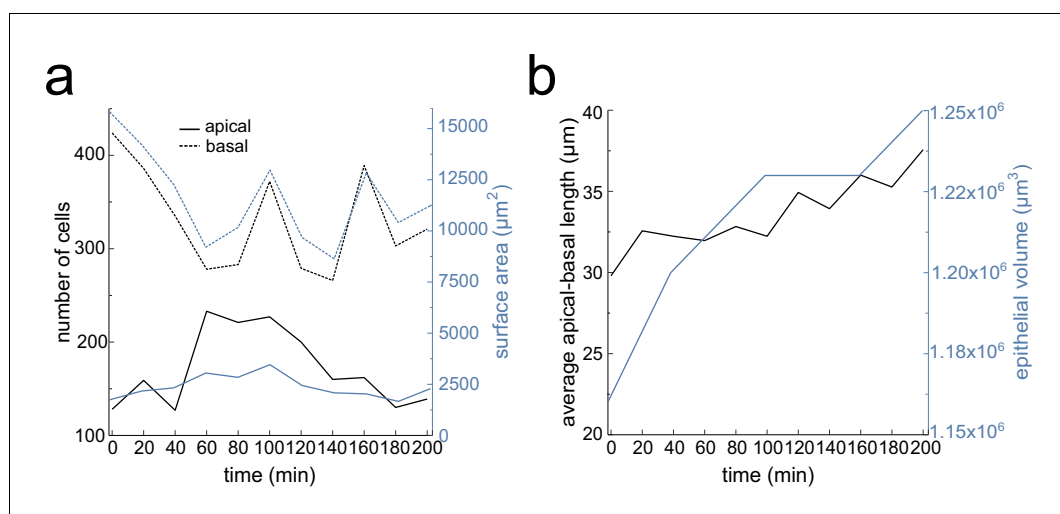 a
apical
basal
400
300
200
100
number of cells
15000
12500
10000
7500
5000
2500
0
surface area (µm²)
0 20 40 60 80 100 120 140 160 180 200
time (min)
b
40
35
30
25
20
average apical-basal length (µm)
1.25x10⁶
1.22x10⁶
1.20x10⁶
1.18x10⁶
1.15x10⁶
epithelial volume (µm³)
0 20 40 60 80 100 120 140 160 180 200
time (min)